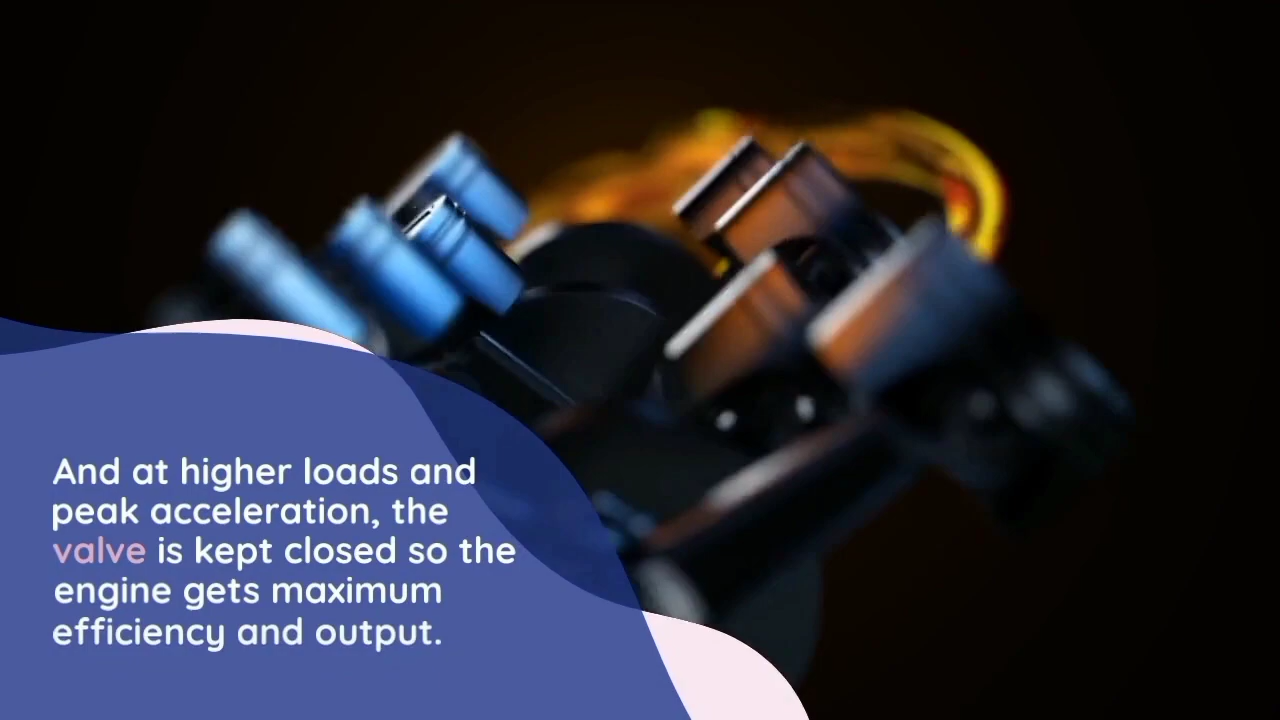 And at higher loads and
peak acceleration, the
valve is kept closed so the
engine gets maximum
efficiency and output.